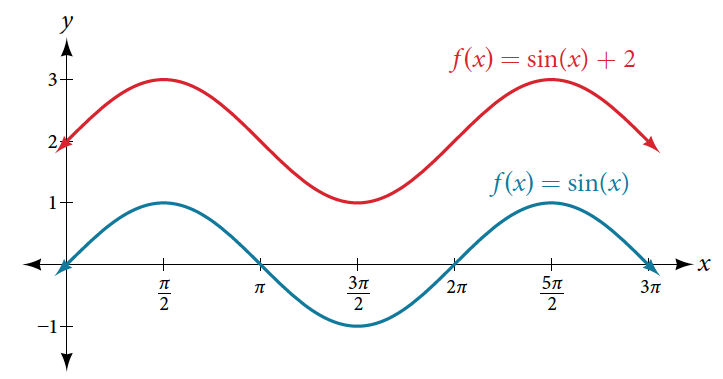 y
f(x) = sin(x) + 2
3
2
f(x) = sin(x)
1
x
π/2
π
3π/2
2π
5π/2
3π
−1